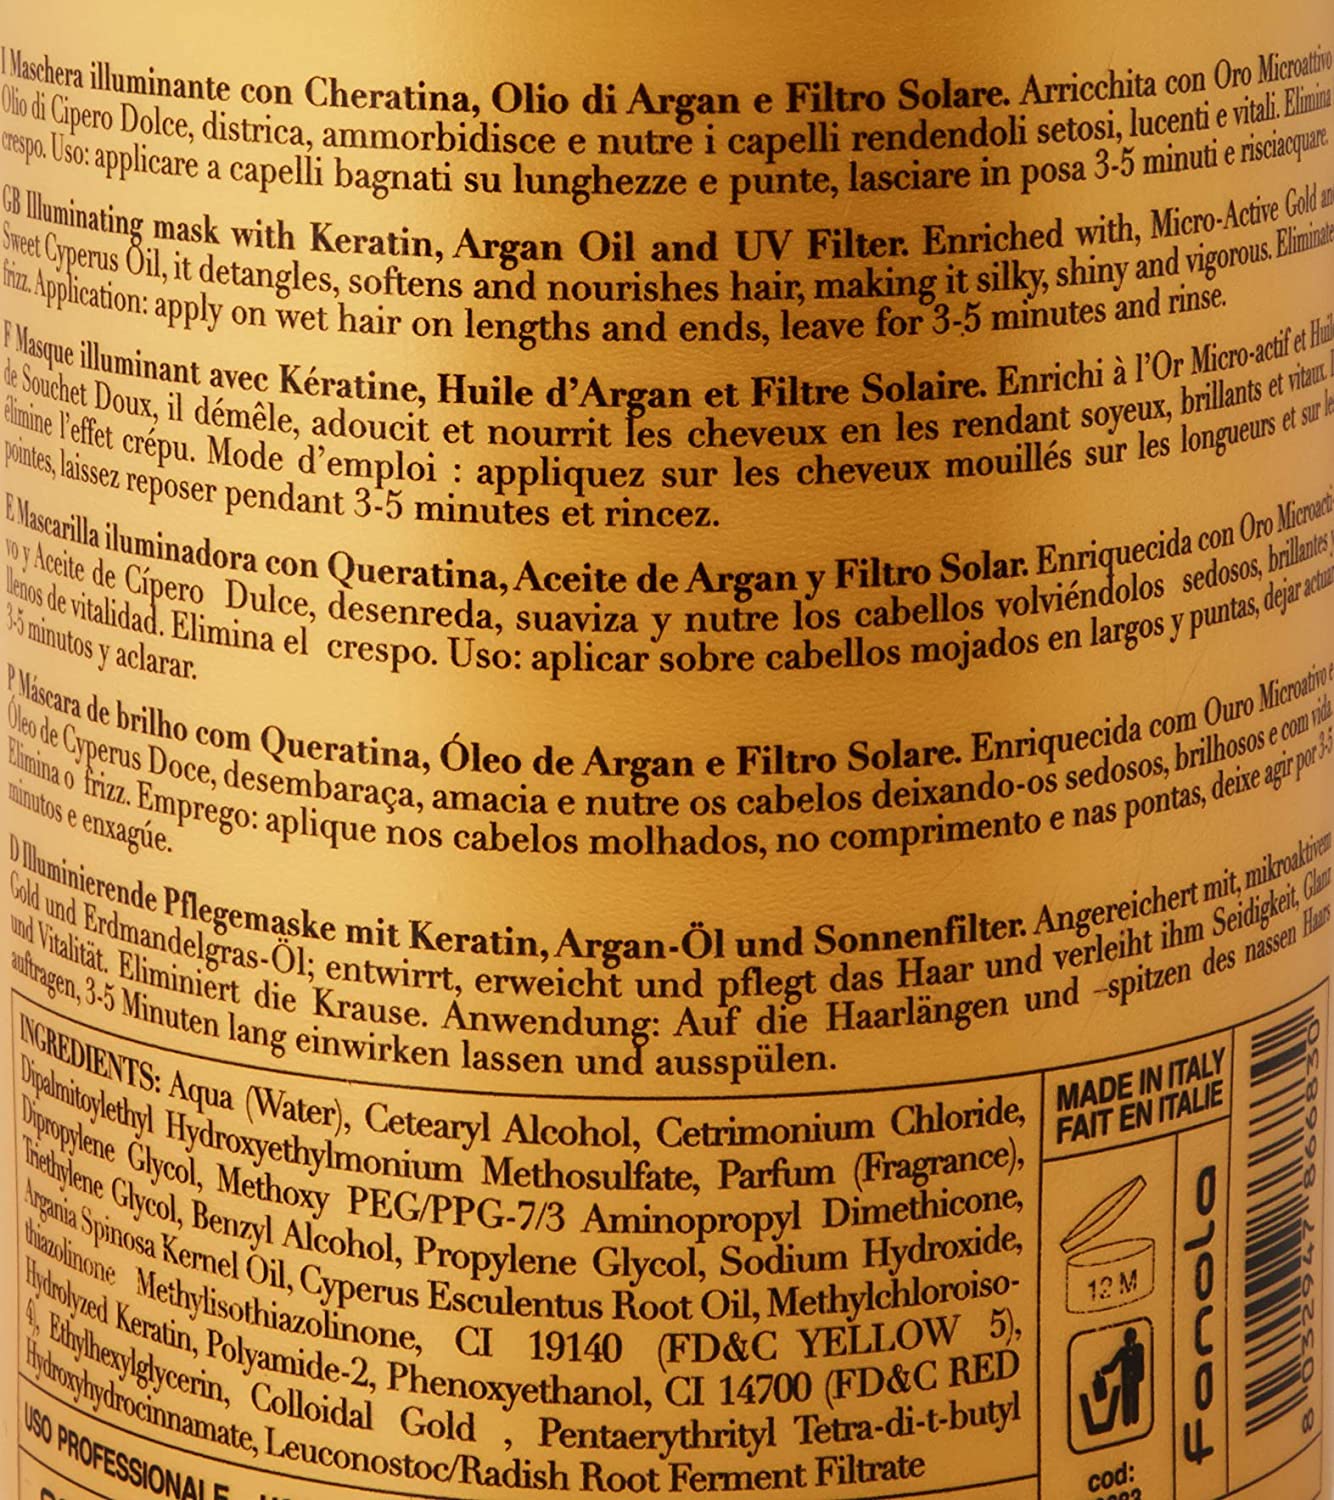 I Maschera illuminante con Cheratina, Olio di Argan e Filtro Solare. Arricchita con Oro Microattivo
Olio di Cipero Dolce, districa, ammorbidisce e nutre i capelli rendendoli setosi, lucenti e vitali. Elimina
crespo. Uso: applicare a capelli bagnati su lunghezze e punte, lasciare in posa 3-5 minuti e risciacquare.
GB Illuminating mask with Keratin, Argan Oil and UV Filter. Enriched with, Micro-Active Gold an
Sweet Cyperus Oil, it detangles, softens and nourishes hair, making it silky, shiny and vigorous. Eliminate
frizz. Application: apply on wet hair on lengths and ends, leave for 3-5 minutes and rinse.
F Masque illuminant avec Kératine, Huile d'Argan et Filtre Solaire. Enrichi à l'Or Micro-actif et Huil
de Souchet Doux, il démêle, adoucit et nourrit les cheveux en les rendant soyeux, brillants et vitaux. I
élimine l'effet crépu. Mode d'emploi : appliquez sur les cheveux mouillés sur les longueurs et sur le
pointes, laissez reposer pendant 3-5 minutes et rincez.
E Mascarilla iluminadora con Queratina, Aceite de Argan y Filtro Solar. Enriquecida con Oro Microacti
vo y Aceite de Cípero Dulce, desenreda, suaviza y nutre los cabellos volviéndolos sedosos, brillantes y
llenos de vitalidad. Elimina el crespo. Uso: aplicar sobre cabellos mojados en largos y puntas, dejar actuar
3-5 minutos y aclarar.
P Máscara de brilho com Queratina, Óleo de Argan e Filtro Solare. Enriquecida com Ouro Microativo e
Óleo de Cyperus Doce, desembaraça, amacia e nutre os cabelos deixando-os sedosos, brilhosos e com vida.
Elimina o frizz. Emprego: aplique nos cabelos molhados, no comprimento e nas pontas, deixe agir por 3-5
minutos e enxagúe.
D Illuminierende Pflegemaske mit Keratin, Argan-Öl und Sonnenfilter. Angereichert mit, mikroaktivem
Gold und Erdmandelgras-Öl; entwirrt, erweicht und pflegt das Haar und verleiht ihm Seidigkeit, Glanz
und Vitalität. Eliminiert die Krause. Anwendung: Auf die Haarlängen und –spitzen des nassen Haars
auftragen, 3-5 Minuten lang einwirken lassen und ausspülen.
INGREDIENTS: Aqua (Water), Cetearyl Alcohol, Cetrimonium Chloride,
Dipalmitoylethyl Hydroxyethylmonium Methosulfate, Parfum (Fragrance),
Dipropylene Glycol, Methoxy PEG/PPG-7/3 Aminopropyl Dimethicone,
Triethylene Glycol, Benzyl Alcohol, Propylene Glycol, Sodium Hydroxide,
Argania Spinosa Kernel Oil, Cyperus Esculentus Root Oil, Methylchloroiso-
thiazolinone Methylisothiazolinone, CI 19140 (FD&C YELLOW 5),
Hydrolyzed Keratin, Polyamide-2, Phenoxyethanol, CI 14700 (FD&C RED
4), Ethylhexylglycerin, Colloidal Gold , Pentaerythrityl Tetra-di-t-butyl
Hydroxyhydrocinnamate, Leuconostoc/Radish Root Ferment Filtrate
USO PROFESSIONALE
MADE IN ITALY
FAIT EN ITALIE
12 M
cod:
fanola
8 032947 866830